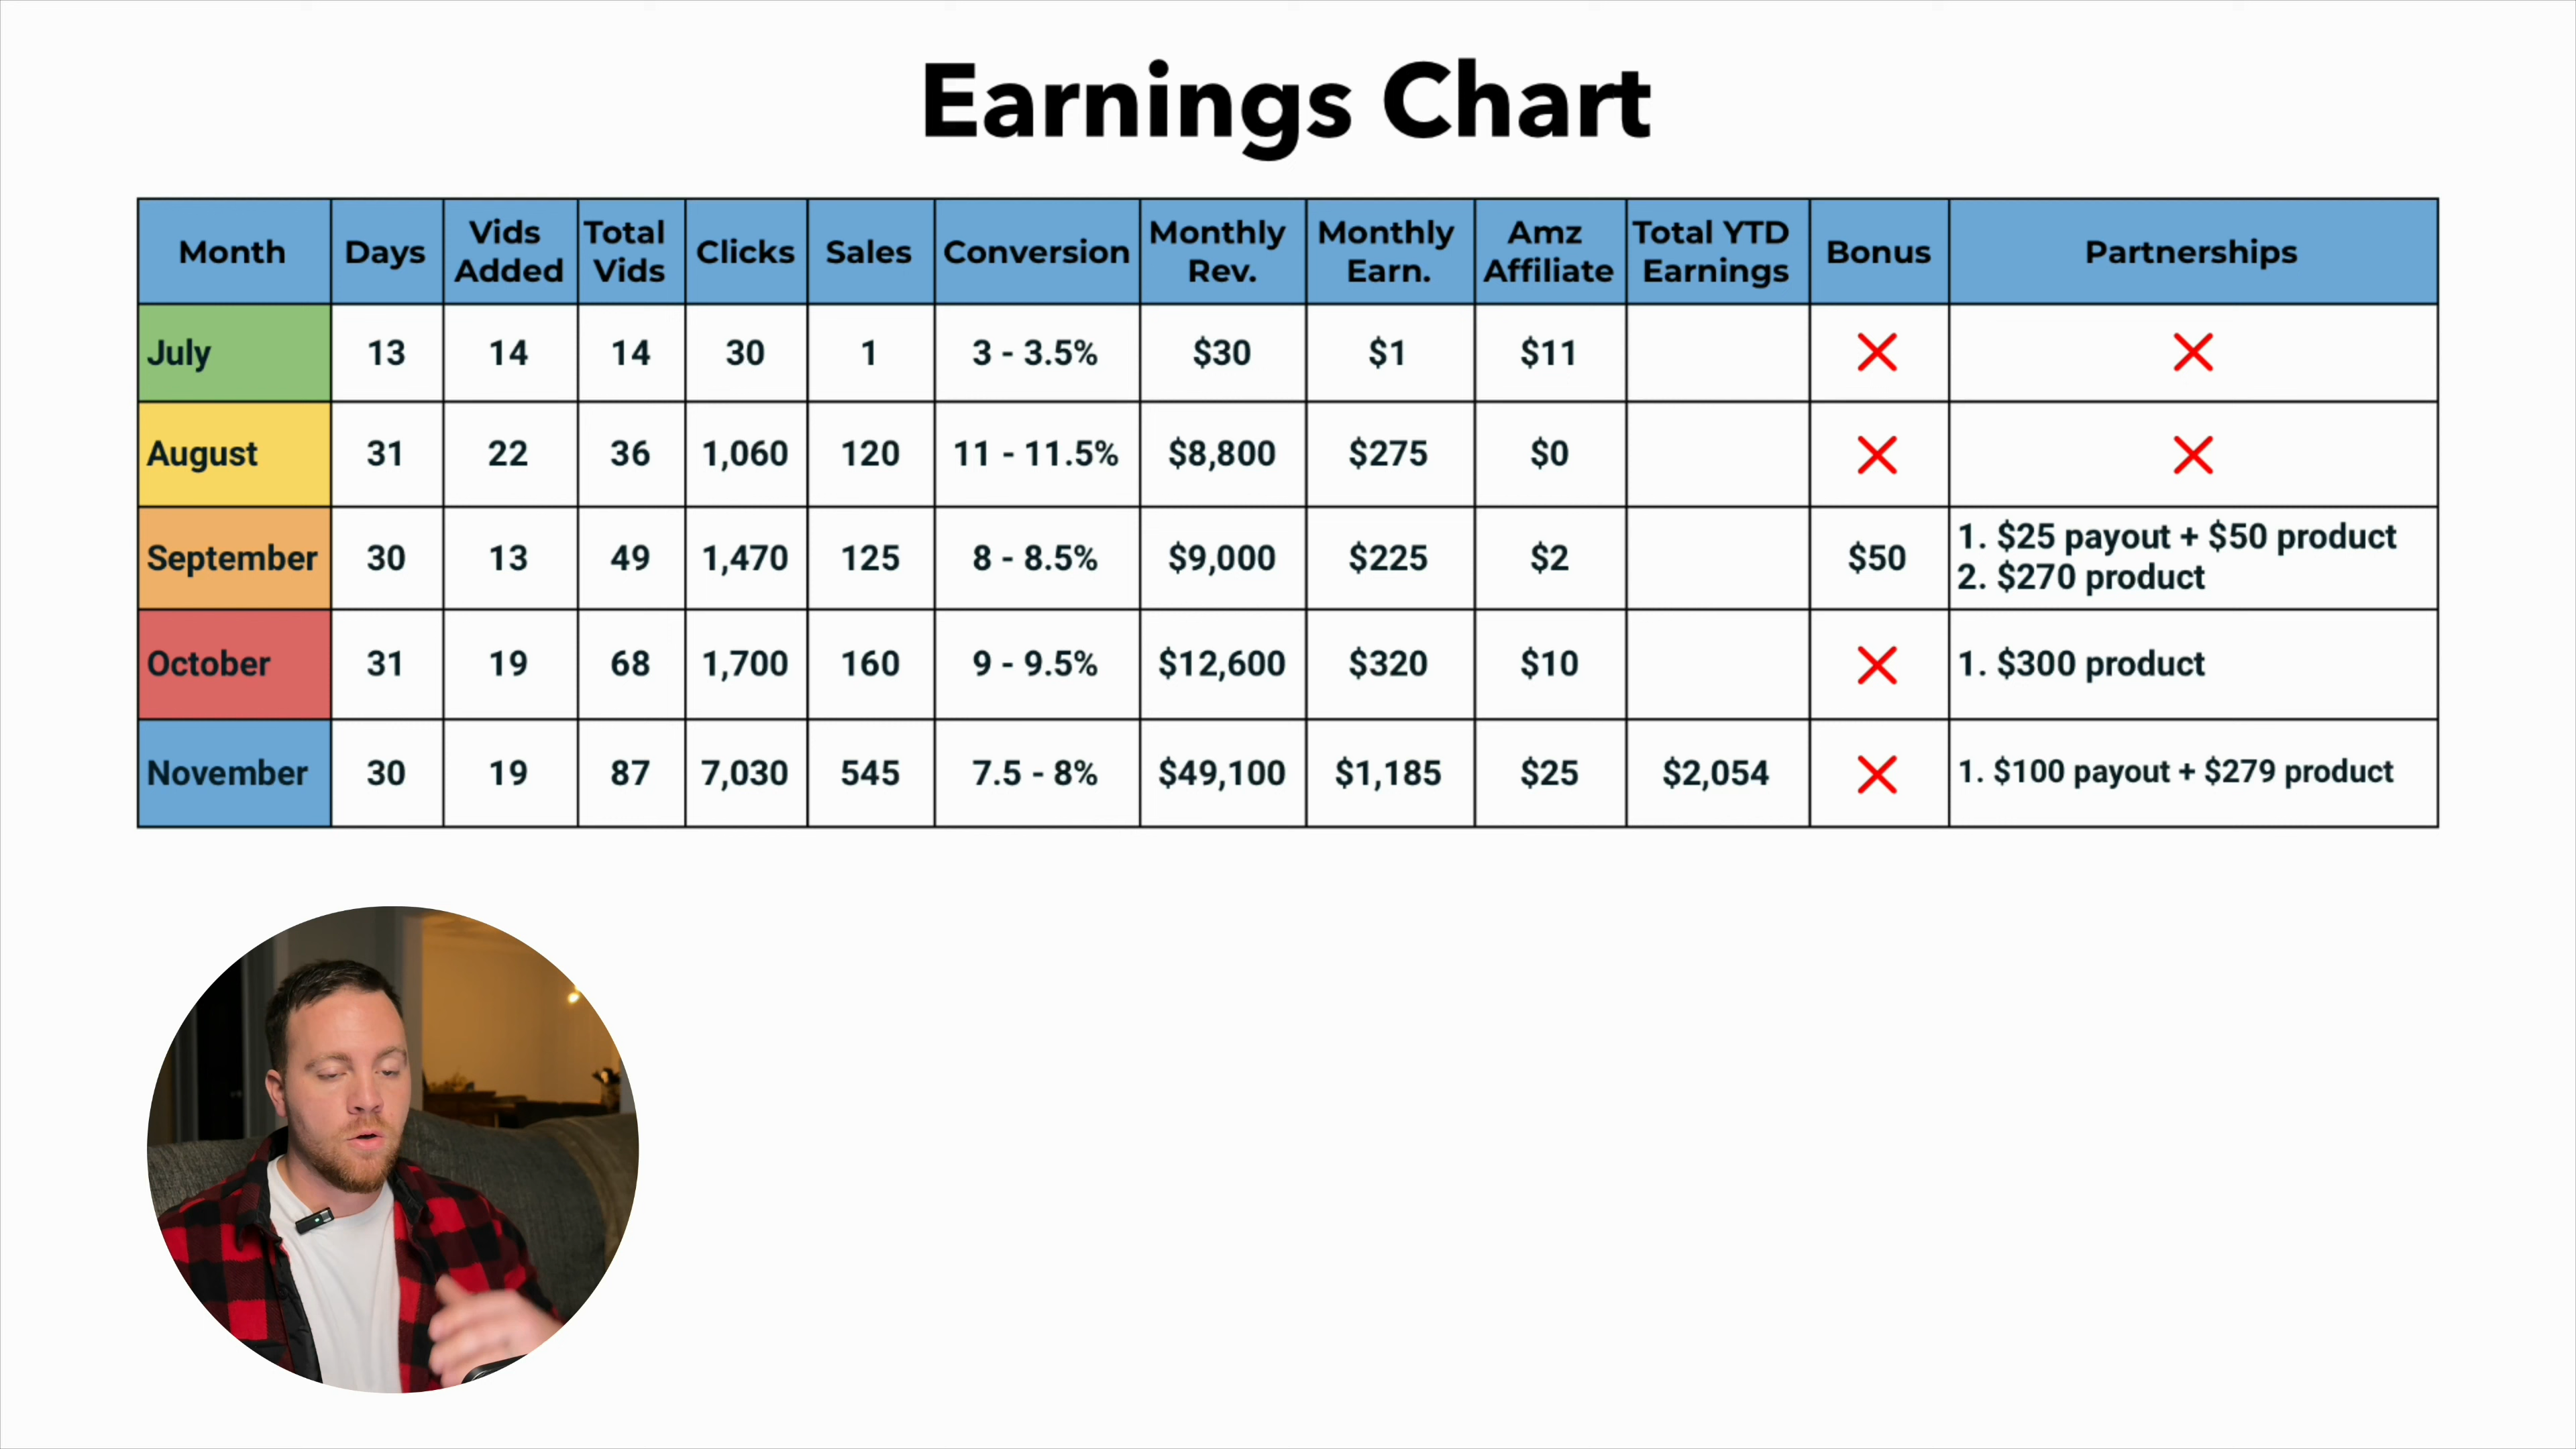 Earnings Chart
Month Days Vids Added Total Vids Clicks Sales Conversion Monthly Rev. Monthly Earn. Amz Affiliate Total YTD Earnings Bonus Partnerships
July 13 14 14 30 1 3 - 3.5% $30 $1 $11
August 31 22 36 1,060 120 11 - 11.5% $8,800 $275 $0
September 30 13 49 1,470 125 8 - 8.5% $9,000 $225 $2 $50 1. $25 payout + $50 product
2. $270 product
October 31 19 68 1,700 160 9 - 9.5% $12,600 $320 $10 1. $300 product
November 30 19 87 7,030 545 7.5 - 8% $49,100 $1,185 $25 $2,054 1. $100 payout + $279 product